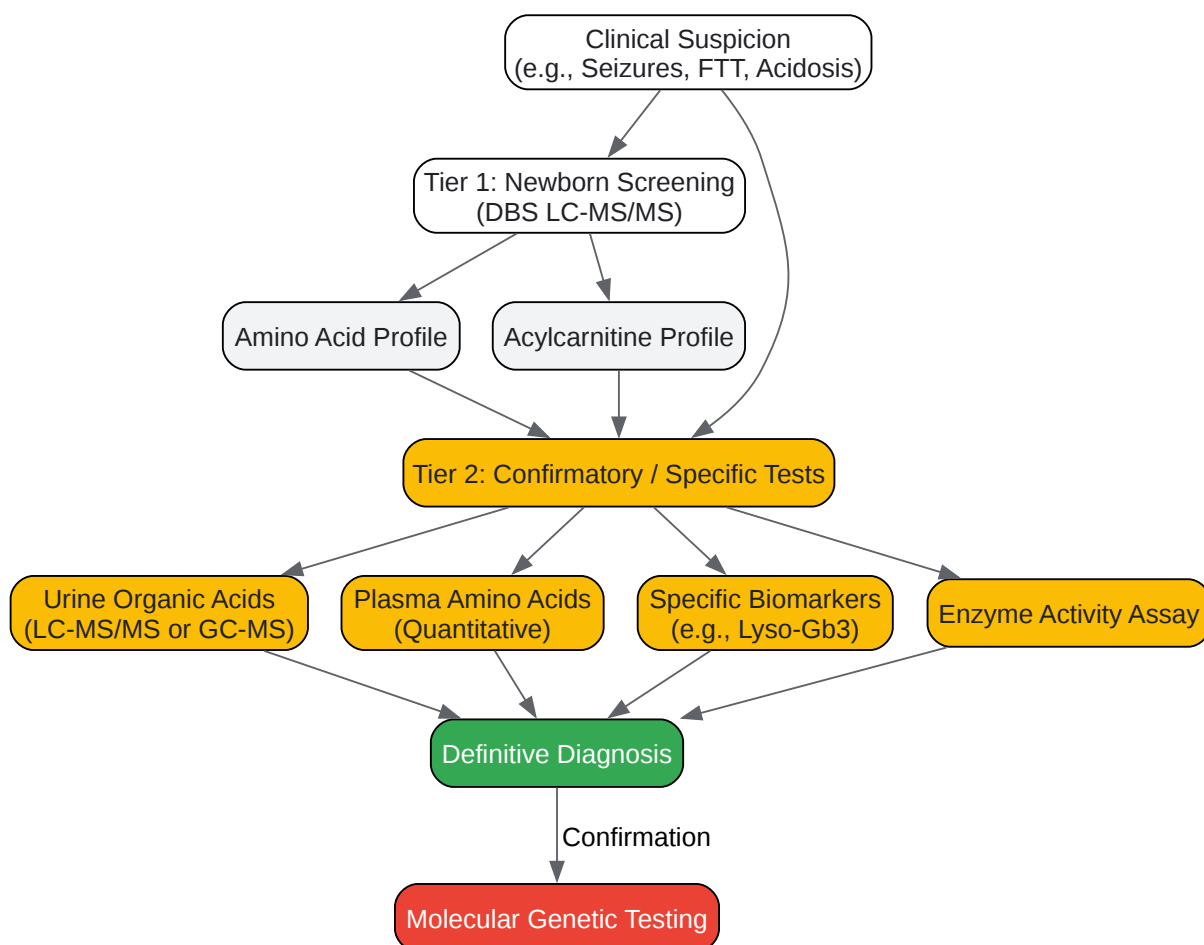 Clinical Suspicion
(e.g., Seizures, FTT, Acidosis)
Tier 1: Newborn Screening
(DBS LC-MS/MS)
Amino Acid Profile
Acylcarnitine Profile
Tier 2: Confirmatory / Specific Tests
Urine Organic Acids
(LC-MS/MS or GC-MS)
Plasma Amino Acids
(Quantitative)
Specific Biomarkers
(e.g., Lyso-Gb3)
Enzyme Activity Assay
Definitive Diagnosis
Confirmation
Molecular Genetic Testing